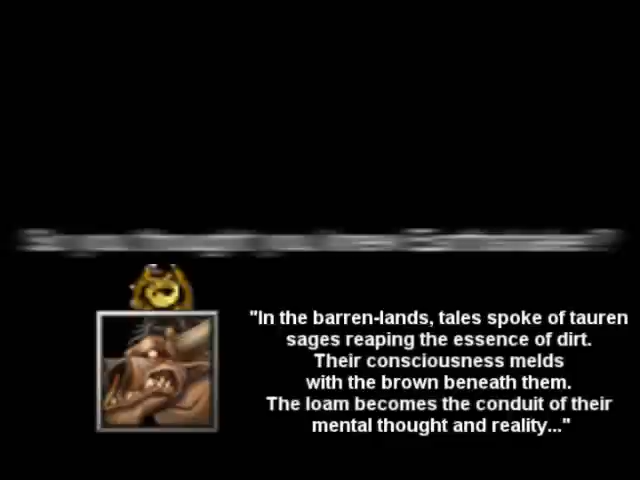 "In the barren-lands, tales spoke of tauren
sages reaping the essence of dirt.
Their consciousness melds
with the brown beneath them.
The loam becomes the conduit of their
mental thought and reality..."